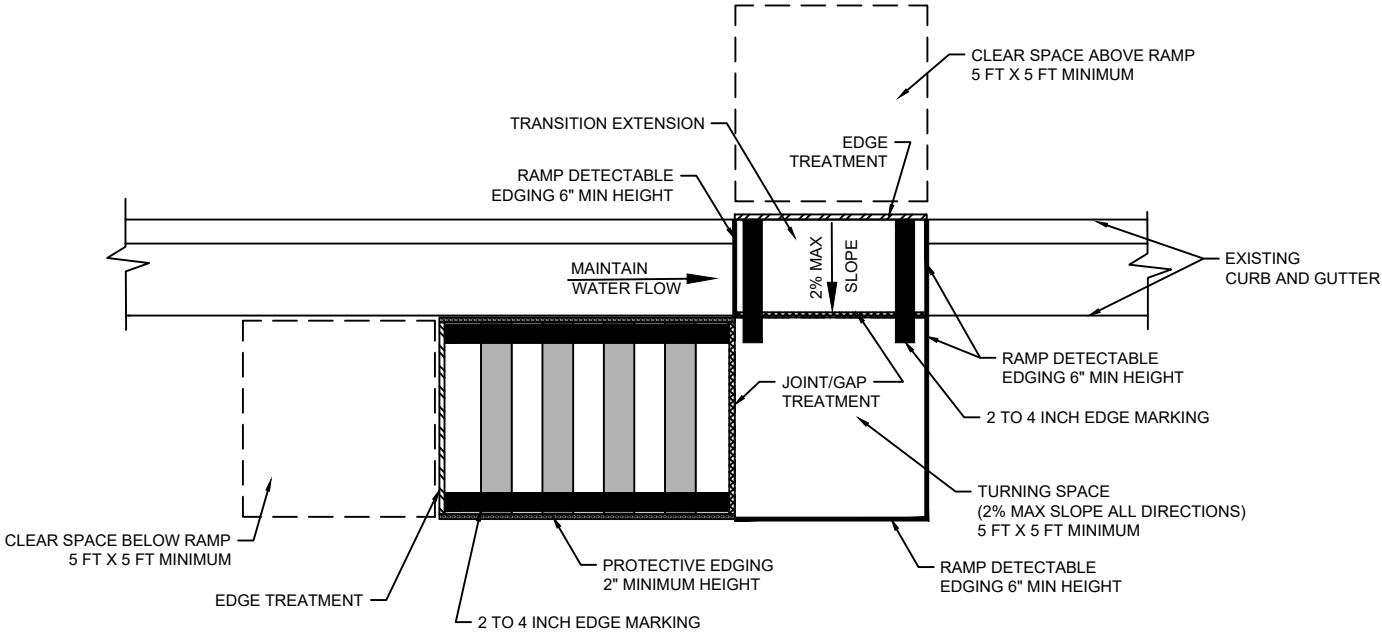 CLEAR SPACE ABOVE RAMP
5 FT X 5 FT MINIMUM
TRANSITION EXTENSION
EDGE
TREATMENT
RAMP DETECTABLE
EDGING 6" MIN HEIGHT
2% MAX
SLOPE
MAINTAIN
WATER FLOW
EXISTING
CURB AND GUTTER
RAMP DETECTABLE
EDGING 6" MIN HEIGHT
JOINT/GAP
TREATMENT
2 TO 4 INCH EDGE MARKING
TURNING SPACE
(2% MAX SLOPE ALL DIRECTIONS)
5 FT X 5 FT MINIMUM
CLEAR SPACE BELOW RAMP
5 FT X 5 FT MINIMUM
PROTECTIVE EDGING
2" MINIMUM HEIGHT
RAMP DETECTABLE
EDGING 6" MIN HEIGHT
EDGE TREATMENT
2 TO 4 INCH EDGE MARKING